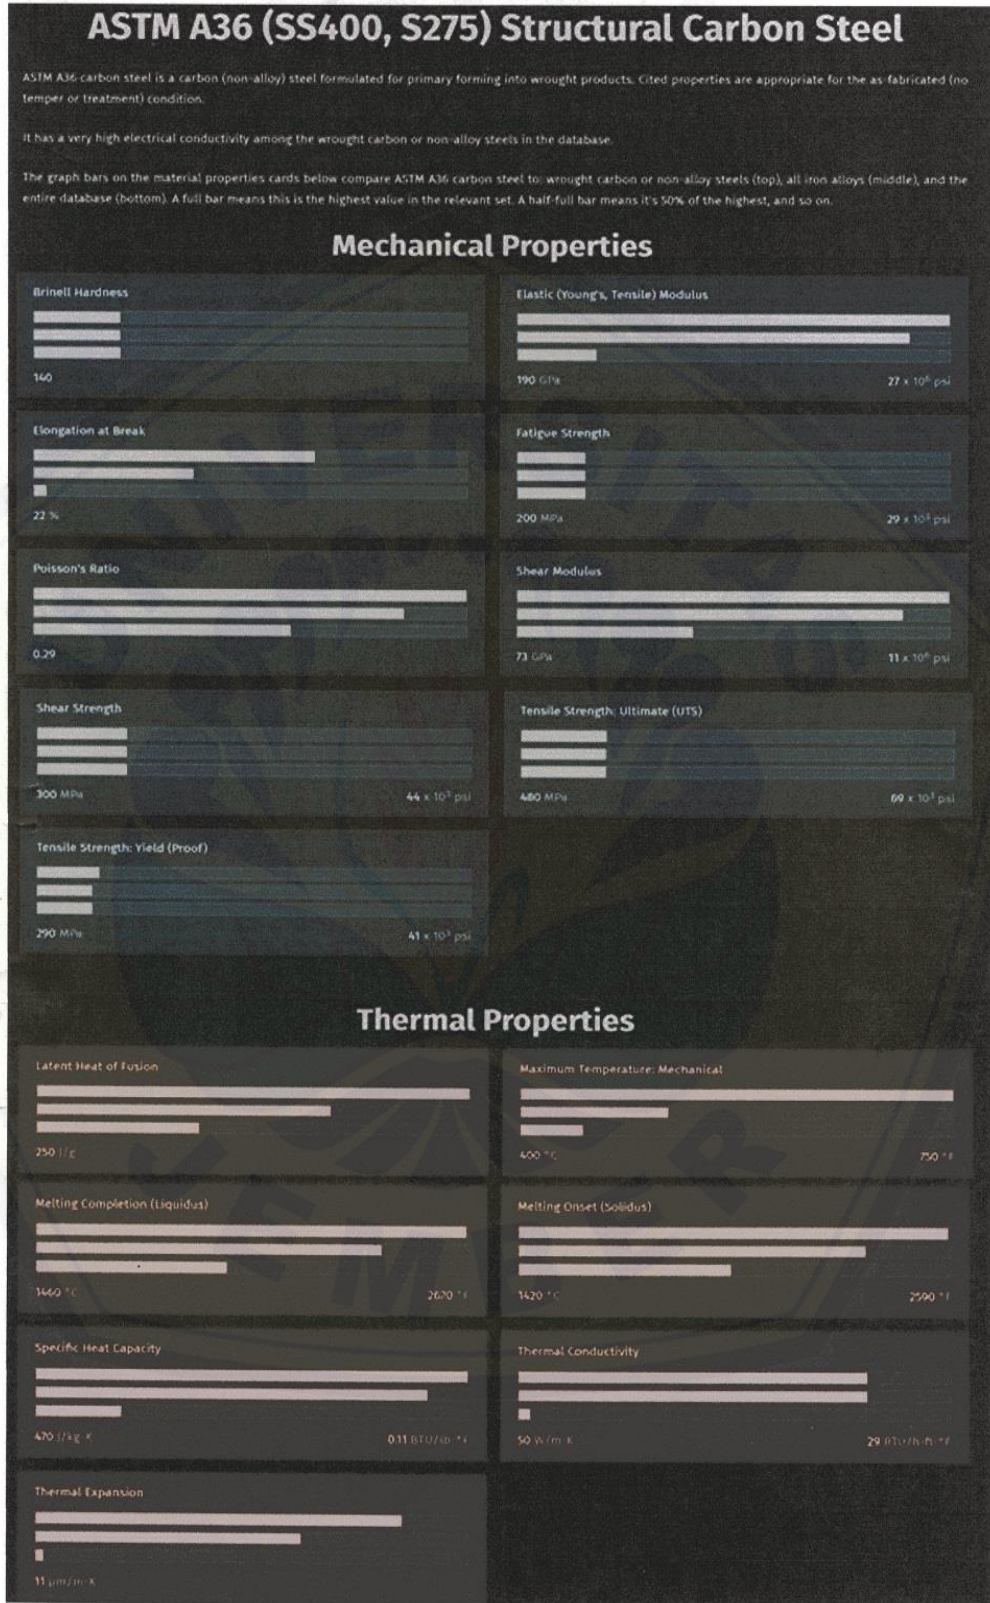 ASTM A36 (SS400, S275) Structural Carbon Steel
ASTM A36 carbon steel is a carbon (non-alloy) steel formulated for primary forming into wrought products. Cited properties are appropriate for the as-fabricated (no
temper or treatment) condition.
It has a very high electrical conductivity among the wrought carbon or non-alloy steels in the database.
The graph bars on the material properties cards below compare ASTM A36 carbon steel to: wrought carbon or non-alloy steels (top), all iron alloys (middle), and the
entire database (bottom). A full bar means this is the highest value in the relevant set. A half-full bar means it's 50% of the highest, and so on.
Mechanical Properties
Brinell Hardness
140
Elastic (Young's, Tensile) Modulus
190 GPa 27 x 10⁶ psi
Elongation at Break
22 %
Fatigue Strength
200 MPa 29 x 10³ psi
Poisson's Ratio
0.29
Shear Modulus
73 GPa 11 x 10⁶ psi
Shear Strength
300 MPa 44 x 10³ psi
Tensile Strength: Ultimate (UTS)
480 MPa 69 x 10³ psi
Tensile Strength: Yield (Proof)
290 MPa 41 x 10³ psi
Thermal Properties
Latent Heat of Fusion
250 J/g
Maximum Temperature: Mechanical
400 °C 750 °F
Melting Completion (Liquidus)
1460 °C 2620 °F
Melting Onset (Solidus)
1420 °C 2590 °F
Specific Heat Capacity
470 J/kg-K 0.11 BTU/lb-°F
Thermal Conductivity
50 W/m-K 29 BTU/h-ft-°F
Thermal Expansion
11 µm/m-K
UNIVERSITAS
JEMBER